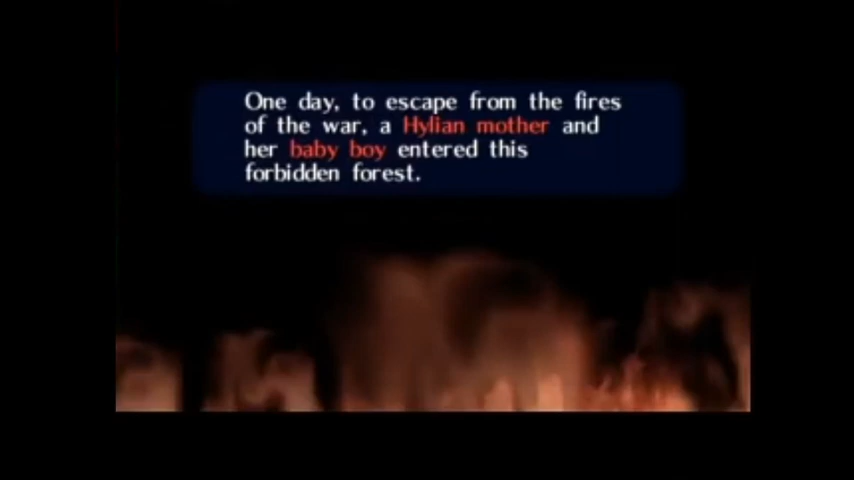 One day, to escape from the fires
of the war, a Hylian mother and
her baby boy entered this
forbidden forest.